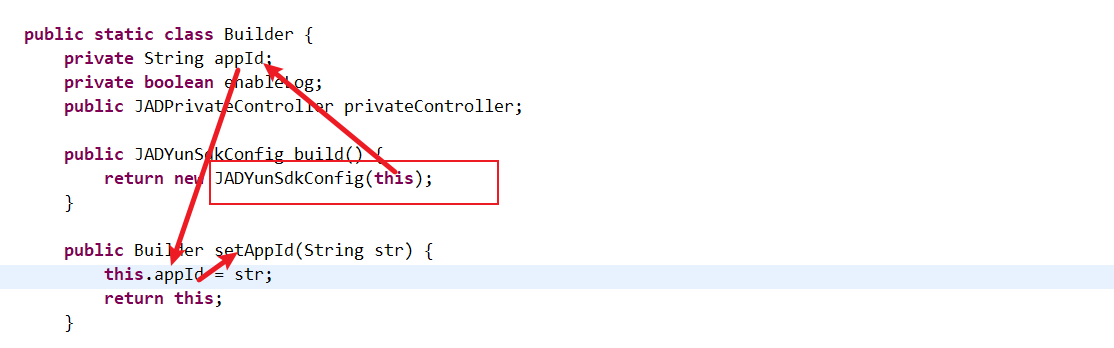 public static class Builder {
private String appId;
private boolean enableLog;
public JADPrivateController privateController;
public JADYunSdkConfig build() {
return new JADYunSdkConfig(this);
}
public Builder setAppId(String str) {
this.appId = str;
return this;
}